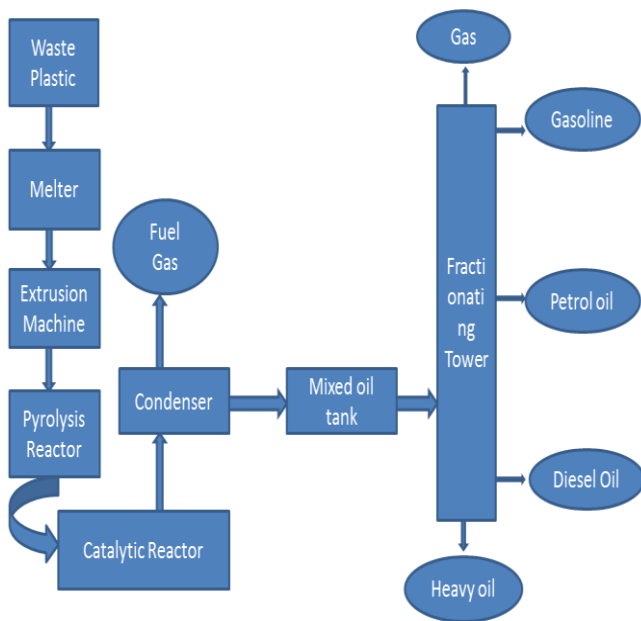 Waste
Plastic
Melter
Extrusion
Machine
Pyrolysis
Reactor
Catalytic Reactor
Condenser
Fuel
Gas
Mixed oil
tank
Fracti
onati
ng
Tower
Gas
Gasoline
Petrol oil
Diesel Oil
Heavy oil